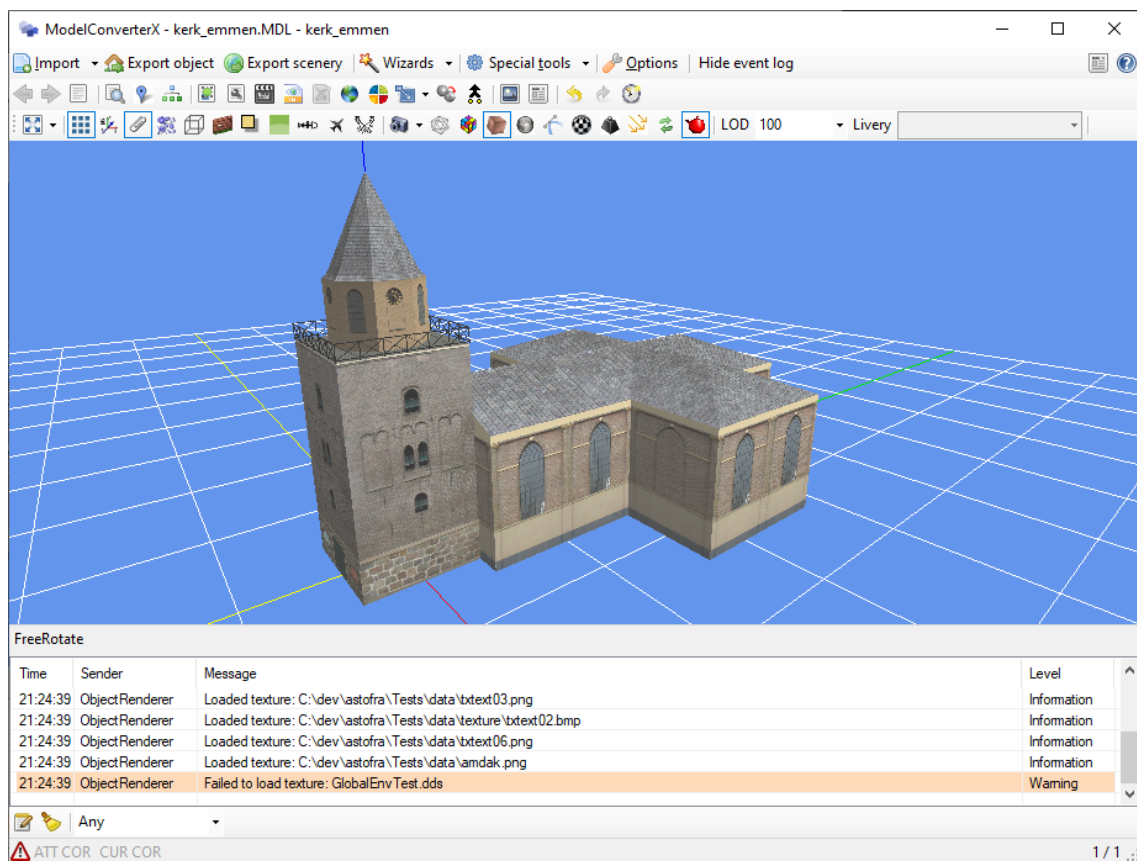 ModelConverterX - kerk_emmen.MDL - kerk_emmen
Import Export object Export scenery Wizards Special tools Options Hide event log
LOD 100 Livery
FreeRotate
Time Sender Message Level
21:24:39 ObjectRenderer Loaded texture: C:\dev\astofra\Tests\data\txtext03.png Information
21:24:39 ObjectRenderer Loaded texture: C:\dev\astofra\Tests\data\texture\txtext02.bmp Information
21:24:39 ObjectRenderer Loaded texture: C:\dev\astofra\Tests\data\txtext06.png Information
21:24:39 ObjectRenderer Loaded texture: C:\dev\astofra\Tests\data\amdak.png Information
21:24:39 ObjectRenderer Failed to load texture: GlobalEnvTest.dds Warning
Any
ATT COR CUR COR 1 / 1